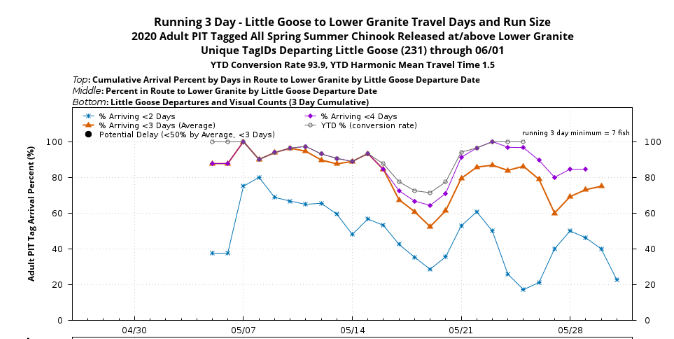 Running 3 Day - Little Goose to Lower Granite Travel Days and Run Size
2020 Adult PIT Tagged All Spring Summer Chinook Released at/above Lower Granite
Unique TagIDs Departing Little Goose (231) through 06/01
YTD Conversion Rate 93.9, YTD Harmonic Mean Travel Time 1.5
Top: Cumulative Arrival Percent by Days in Route to Lower Granite by Little Goose Departure Date
Middle: Percent in Route to Lower Granite by Little Goose Departure Date
Bottom: Little Goose Departures and Visual Counts (3 Day Cumulative)
% Arriving <2 Days
% Arriving <4 Days
% Arriving <3 Days (Average)
YTD % (conversion rate)
Potential Delay (<50% by Average, <3 Days)
running 3 day minimum = 7 fish
Adult PIT Tag Arrival Percent (%)
100 100
80 80
60 60
40 40
20 20
0 0
04/30 05/07 05/14 05/21 05/28